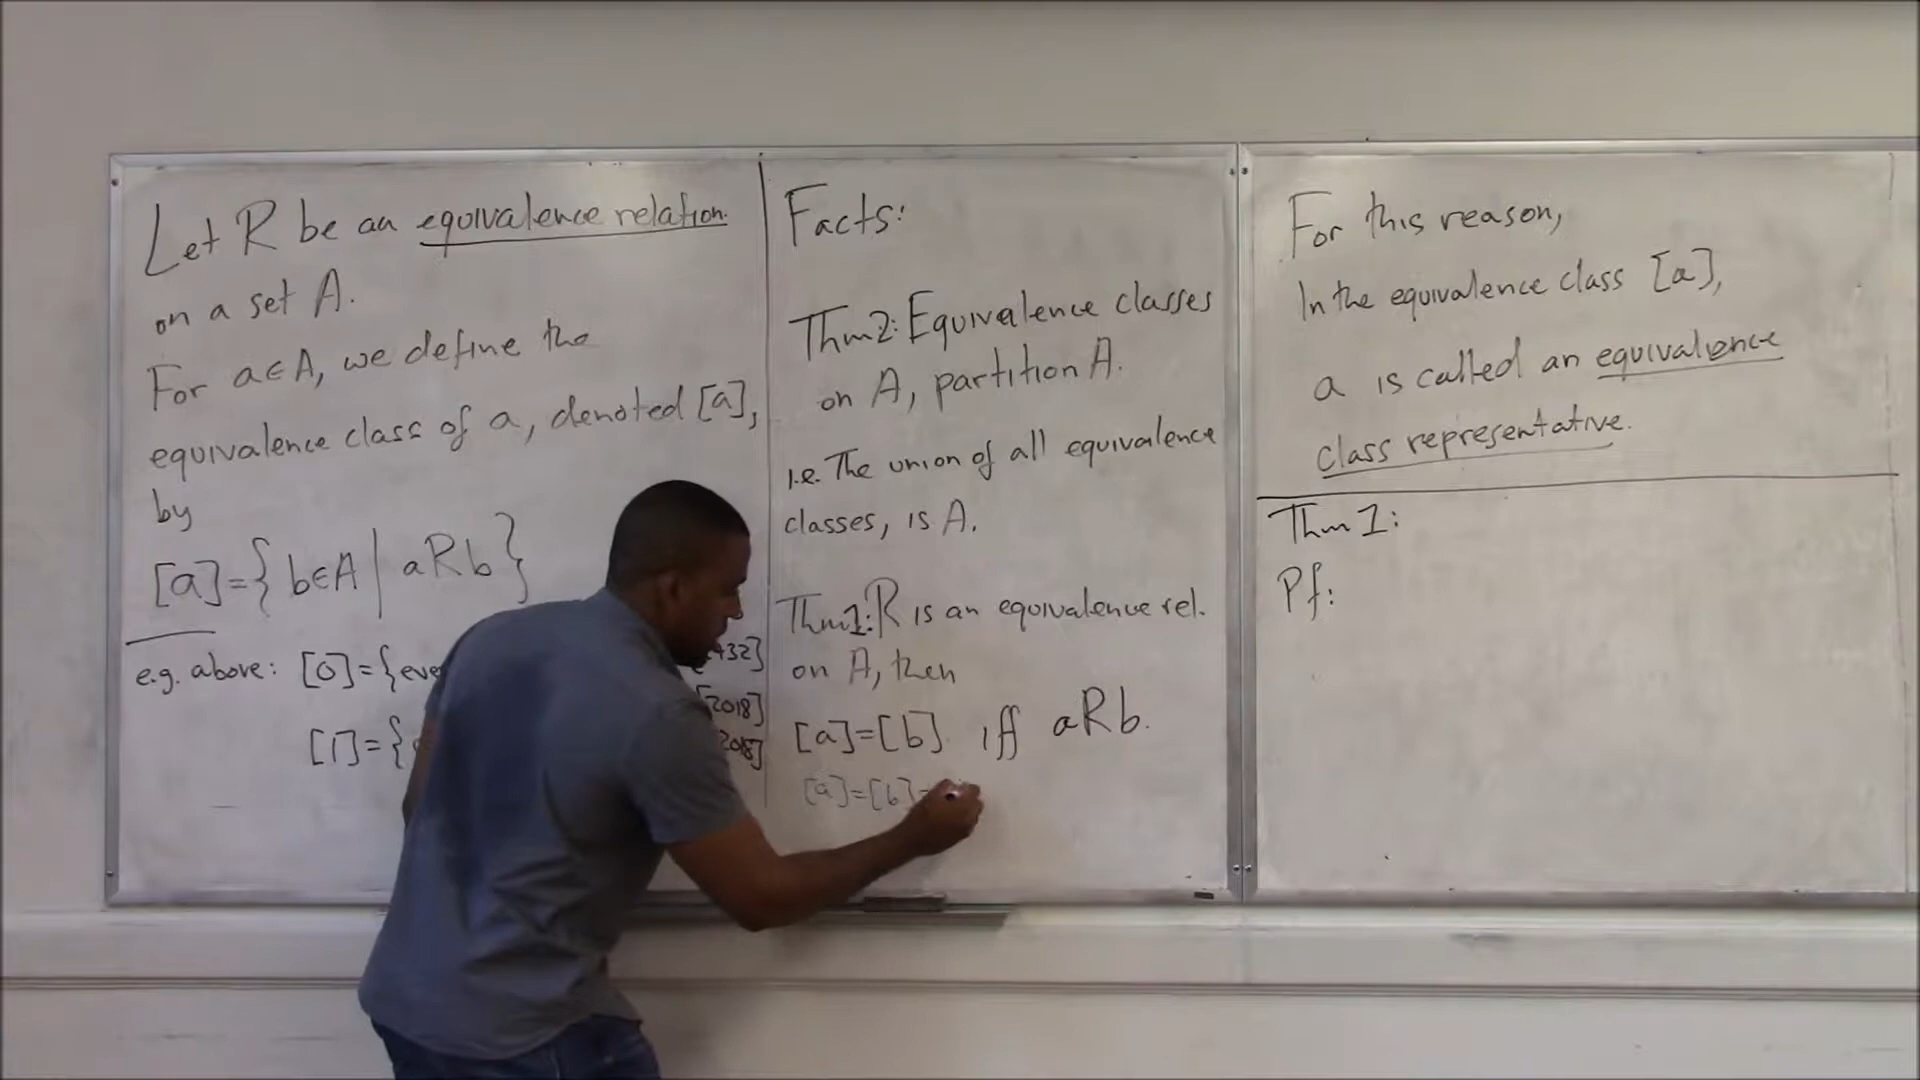 Let R be an equivalence relation.
on a set A.
For a∈A, we define the
equivalence class of a, denoted [a],
by
[a]={ b∈A | aRb }
e.g. above: [0]={eve 432]
[2018]
[1]={ 2018]
Facts:
Thm2: Equivalence classes
on A, partition A.
i.e. The union of all equivalence
classes, is A.
Thm1: R is an equivalence rel.
on A, then
[a]=[b] iff aRb.
[a]=[b]
For this reason,
In the equivalence class [a],
a is called an equivalence
class representative.
Thm 1:
Pf: